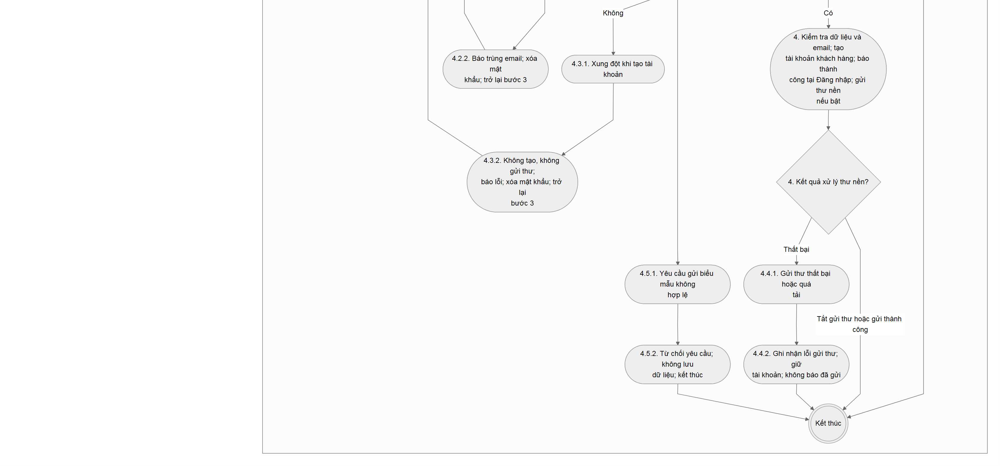 Không
Có
4. Kiểm tra dữ liệu và
email; tạo
tài khoản khách hàng; báo
thành
công tại Đăng nhập; gửi
thư nền
nếu bật
4.2.2. Báo trùng email; xóa
mật
khẩu; trở lại bước 3
4.3.1. Xung đột khi tạo tài
khoản
4.3.2. Không tạo, không
gửi thư;
báo lỗi; xóa mật khẩu; trở
lại
bước 3
4. Kết quả xử lý thư nền?
Thất bại
4.5.1. Yêu cầu gửi biểu
mẫu không
hợp lệ
4.4.1. Gửi thư thất bại
hoặc quá
tải
Tắt gửi thư hoặc gửi thành
công
4.5.2. Từ chối yêu cầu;
không lưu
dữ liệu; kết thúc
4.4.2. Ghi nhận lỗi gửi thư;
giữ
tài khoản; không báo đã gửi
Kết thúc